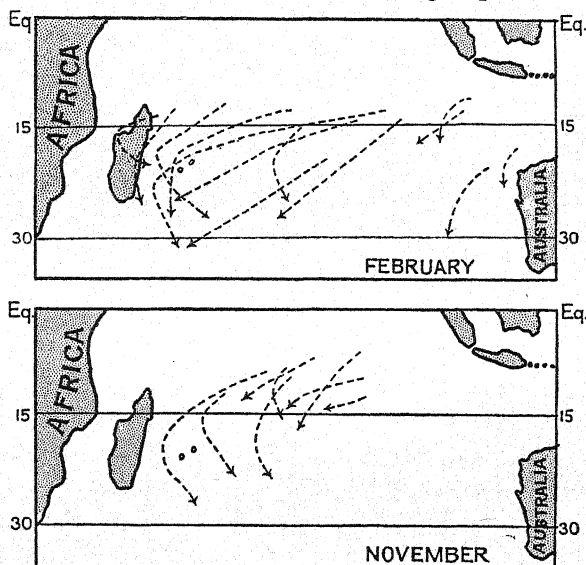 Eq. Eq.
AFRICA
15 15
AUSTRALIA
30 30
FEBRUARY
Eq. Eq.
AFRICA
15 15
AUSTRALIA
30 30
NOVEMBER